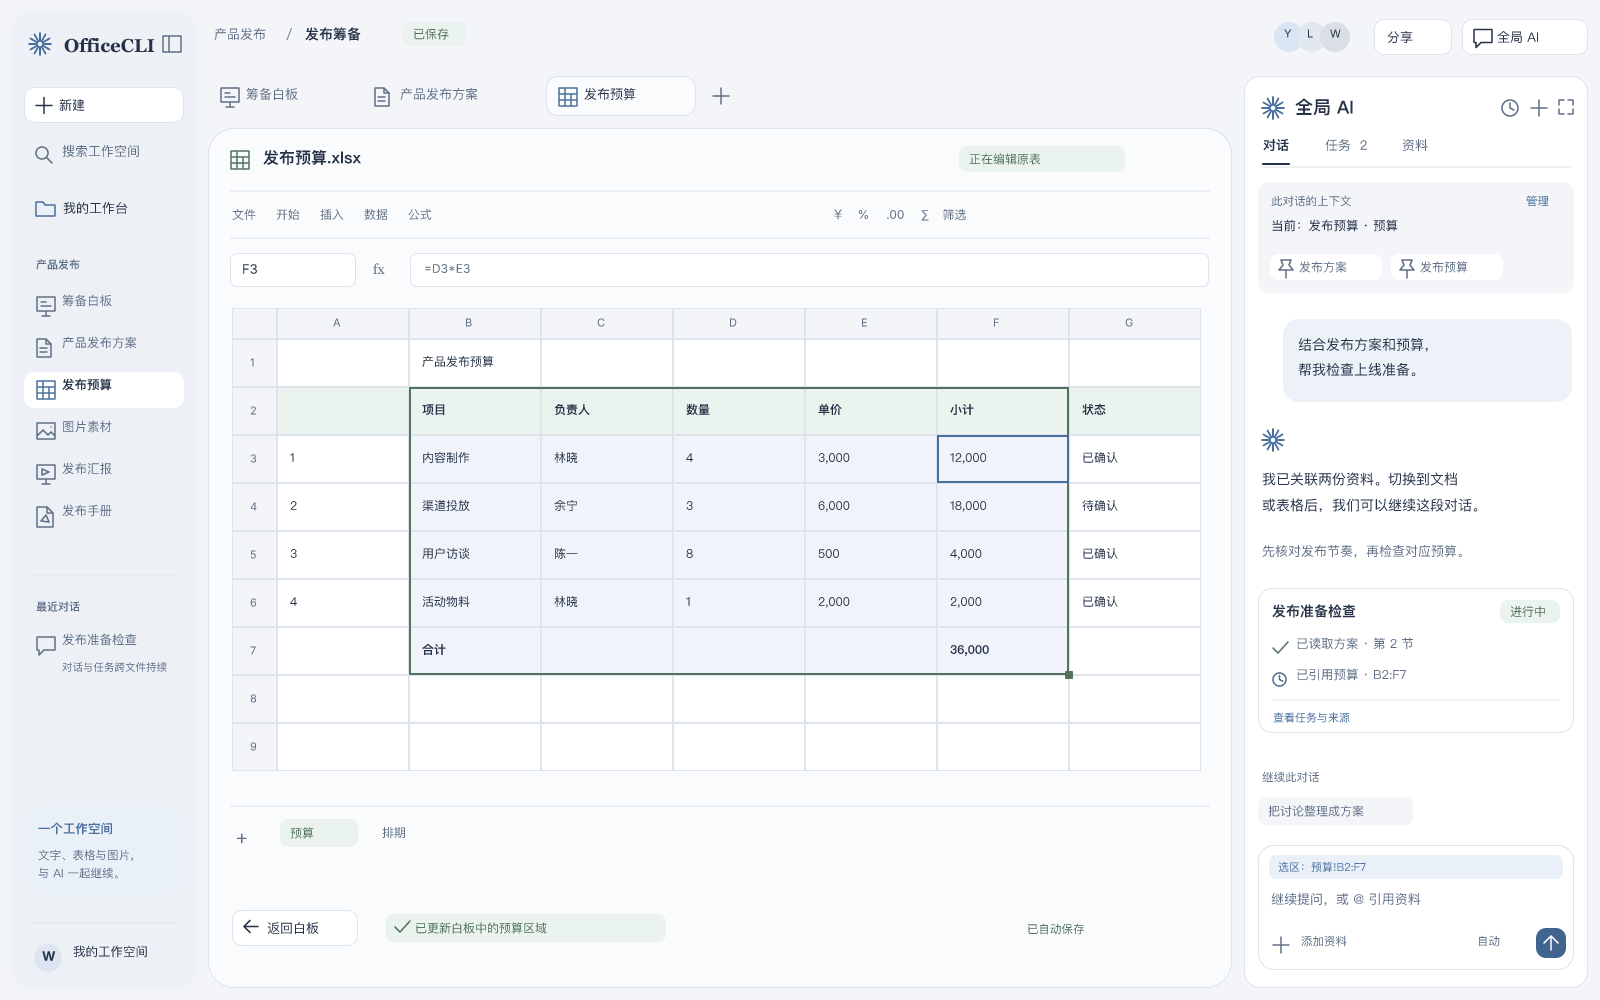 OfficeCLI
新建
搜索工作空间
我的工作台
产品发布
筹备白板
产品发布方案
发布预算
图片素材
发布汇报
发布手册
最近对话
发布准备检查
对话与任务跨文件持续
一个工作空间
文字、表格与图片，
与 AI 一起继续。
W 我的工作空间
产品发布 / 发布筹备 已保存
Y L W 分享 全局 AI
筹备白板 产品发布方案 发布预算
发布预算.xlsx 正在编辑原表
文件 开始 插入 数据 公式 ¥ % .00 ∑ 筛选
F3 fx =D3*E3
A B C D E F G
1 产品发布预算
2 项目 负责人 数量 单价 小计 状态
3 1 内容制作 林晓 4 3,000 12,000 已确认
4 2 渠道投放 余宁 3 6,000 18,000 待确认
5 3 用户访谈 陈一 8 500 4,000 已确认
6 4 活动物料 林晓 1 2,000 2,000 已确认
7 合计 36,000
8
9
+ 预算 排期
返回白板 已更新白板中的预算区域 已自动保存
全局 AI
对话 任务 2 资料
此对话的上下文 管理
当前：发布预算 · 预算
发布方案 发布预算
结合发布方案和预算，
帮我检查上线准备。
我已关联两份资料。切换到文档
或表格后，我们可以继续这段对话。
先核对发布节奏，再检查对应预算。
发布准备检查 进行中
已读取方案 · 第 2 节
已引用预算 · B2:F7
查看任务与来源
继续此对话
把讨论整理成方案
选区：预算!B2:F7
继续提问，或 @ 引用资料
添加资料 自动